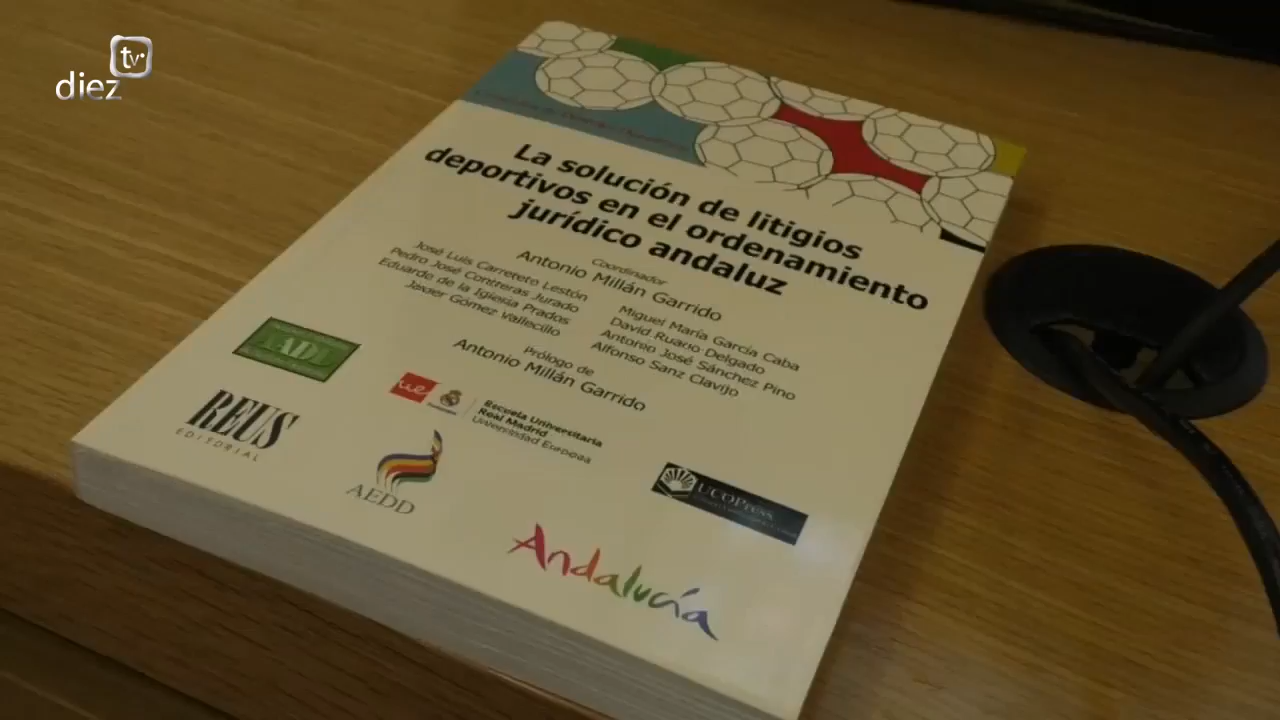 tv
diez
La solución de litigios
deportivos en el ordenamiento
jurídico andaluz
Coordinador
Antonio Millán Garrido
José Luis Carretero Lestón
Pedro José Contreras Jurado
Eduardo de la Iglesia Prados
Javier Gómez Vallecillo
Miguel María García Caba
David Ruano Delgado
Antonio José Sánchez Pino
Alfonso Sanz Clavijo
Prólogo de
Antonio Millán Garrido
REUS
EDITORIAL
ue
Escuela Universitaria
Real Madrid
Universidad Europea
AEDD
UCOPress
Andalucía